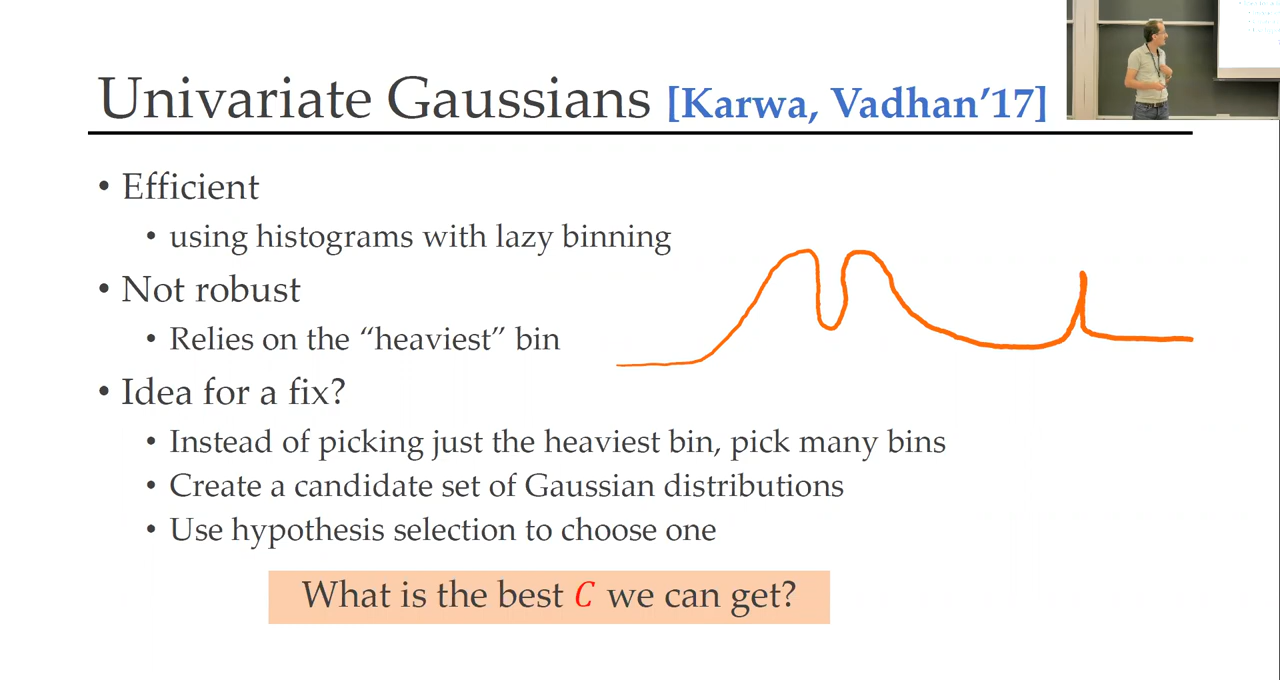 Univariate Gaussians [Karwa, Vadhan’17]
• Efficient
• using histograms with lazy binning
• Not robust
• Relies on the “heaviest” bin
• Idea for a fix?
• Instead of picking just the heaviest bin, pick many bins
• Create a candidate set of Gaussian distributions
• Use hypothesis selection to choose one
What is the best C we can get?